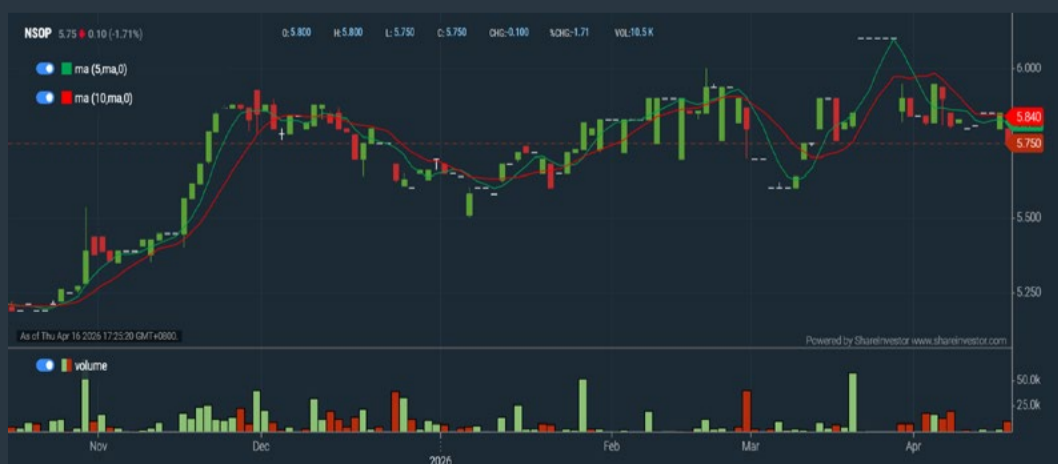 NSOP 5.75 0.10 (-1.71%) O: 5.800 H: 5.800 L: 5.750 C: 5.750 CHG:-0.100 %CHG:-1.71 VOL:10.5 K
ma (5,ma,0)
ma (10,ma,0)
6.000
5.840
5.750
5.500
5.250
As of Thu Apr 16 2026 17:25:20 GMT+0800.
Powered by ShareInvestor www.shareinvestor.com
volume
50.0k
25.0k
Nov Dec 2026 Feb Mar Apr